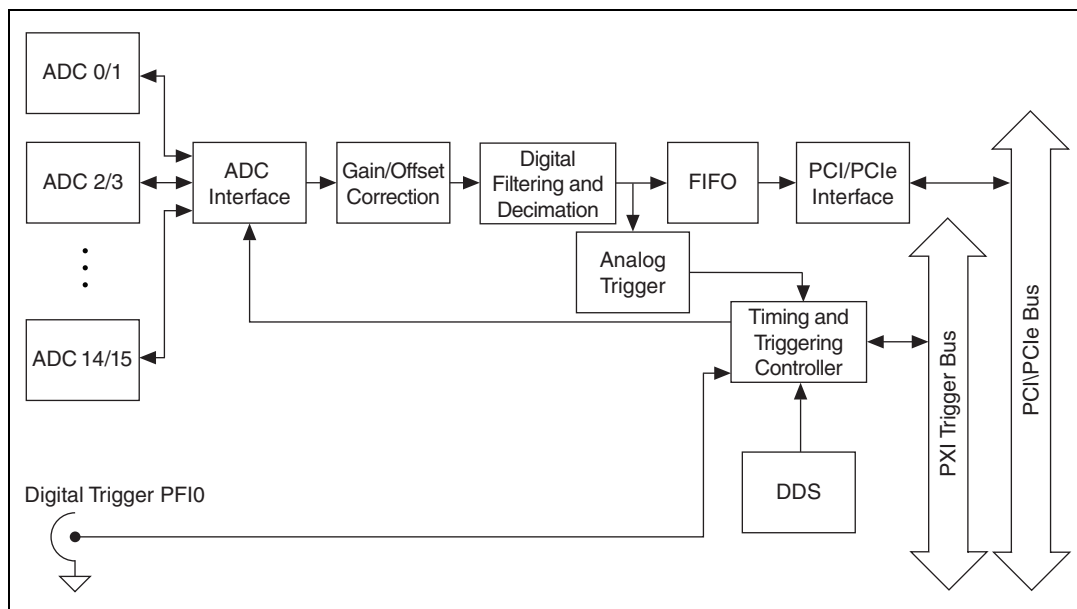 ADC 0/1
ADC 2/3
ADC 14/15
ADC
Interface
Gain/Offset
Correction
Digital
Filtering and
Decimation
FIFO
PCI/PCIe
Interface
Analog
Trigger
Timing and
Triggering
Controller
DDS
PXI Trigger Bus
PCI\PCIe Bus
Digital Trigger PFI0